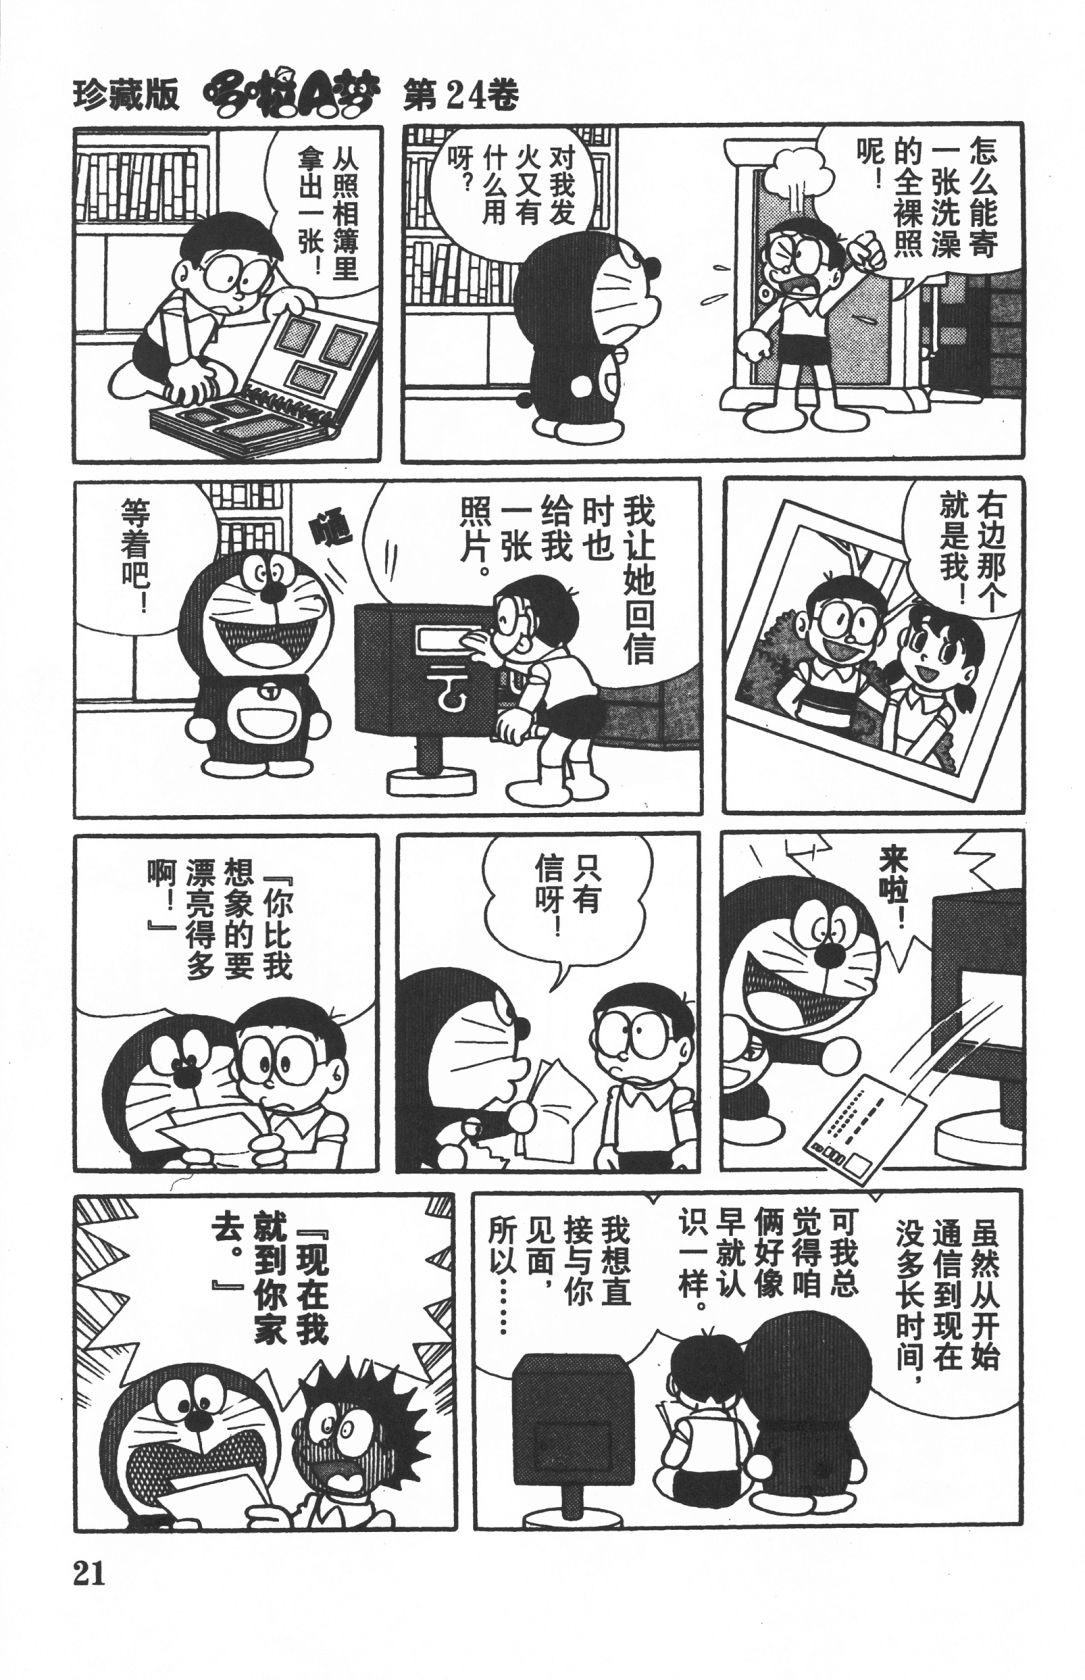 珍藏版 哆啦A梦 第24卷
怎么能寄
一张洗澡
的全裸照
呢！
对我发
火又有
什么用
呀？
从照相簿里
拿出一张！
右边那个
就是我！
我让她回信
时也
给我
一张
照片。
嗵
等着吧！
来啦！
只有
信呀！
『你比我
想象的要
漂亮得多
啊！』
虽然从开始
通信到现在
没多长时间，
可我总
觉得咱
俩好像
早就认
识一样。
我想直
接与你
见面，
所以……
『现在我
就到你家
去。』
21